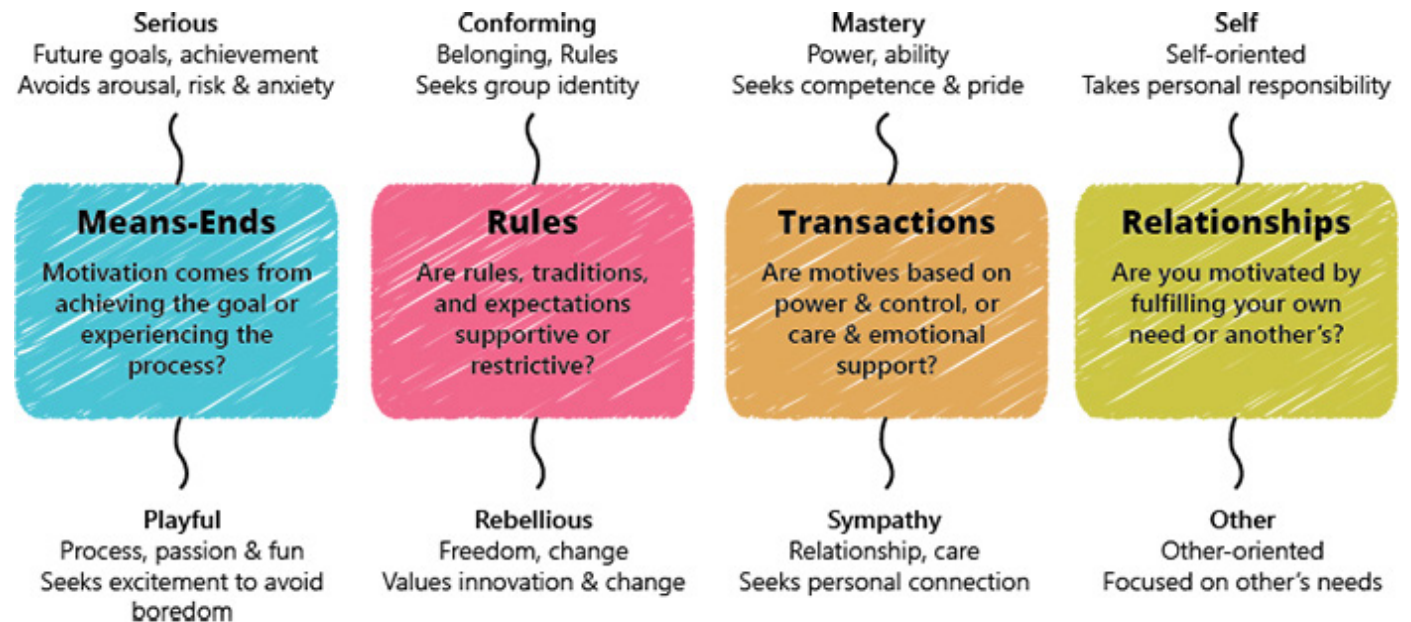 Serious
Future goals, achievement
Avoids arousal, risk & anxiety
Conforming
Belonging, Rules
Seeks group identity
Mastery
Power, ability
Seeks competence & pride
Self
Self-oriented
Takes personal responsibility
Means-Ends
Motivation comes from
achieving the goal or
experiencing the
process?
Rules
Are rules, traditions,
and expectations
supportive or
restrictive?
Transactions
Are motives based on
power & control, or
care & emotional
support?
Relationships
Are you motivated by
fulfilling your own
need or another's?
Playful
Process, passion & fun
Seeks excitement to avoid
boredom
Rebellious
Freedom, change
Values innovation & change
Sympathy
Relationship, care
Seeks personal connection
Other
Other-oriented
Focused on other's needs